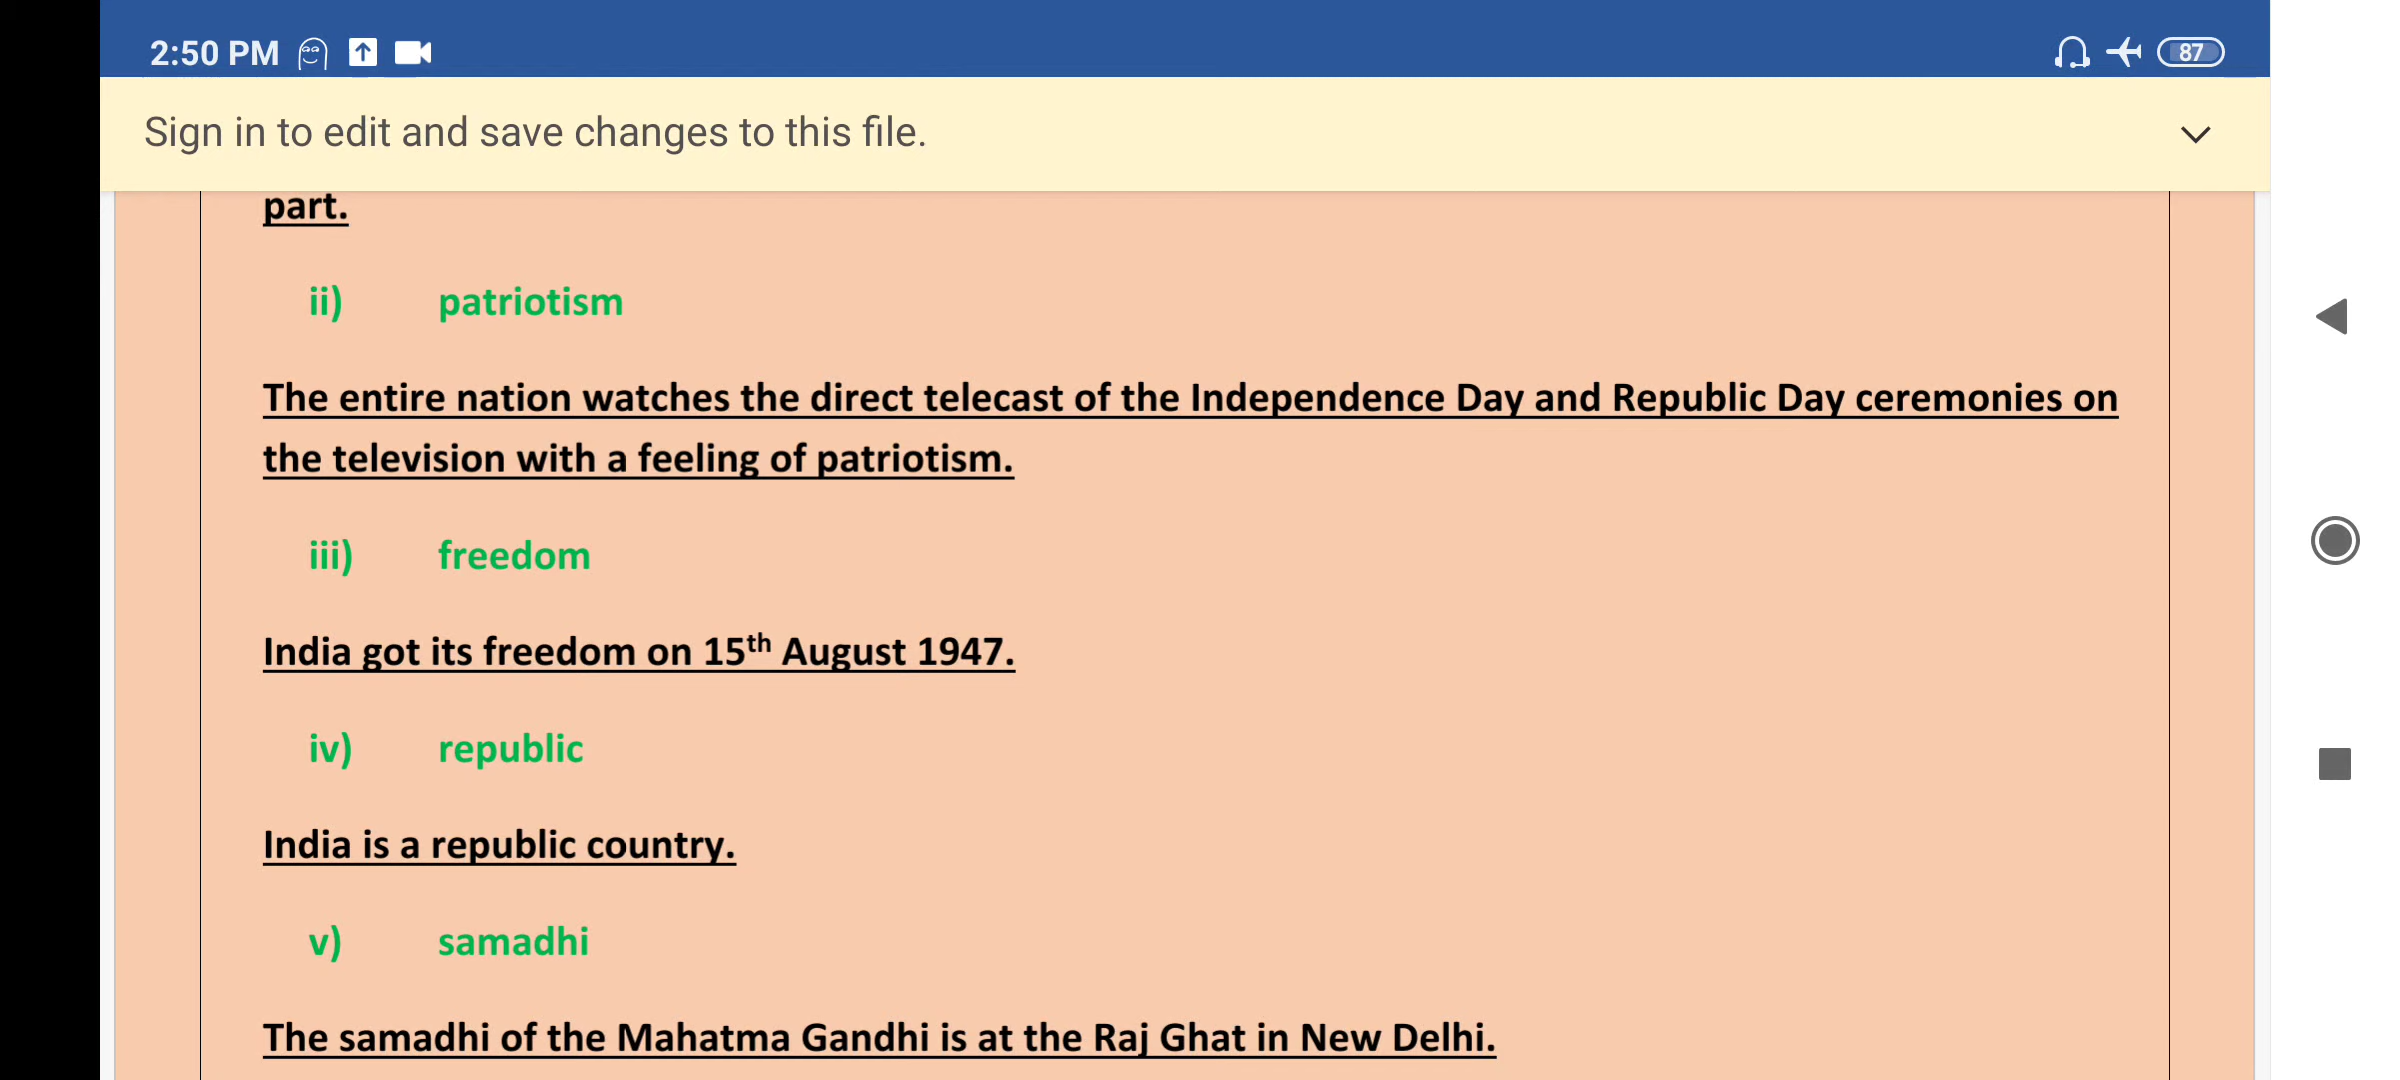 2:50 PM 87
Sign in to edit and save changes to this file.
part.
ii) patriotism
The entire nation watches the direct telecast of the Independence Day and Republic Day ceremonies on
the television with a feeling of patriotism.
iii) freedom
India got its freedom on 15th August 1947.
iv) republic
India is a republic country.
v) samadhi
The samadhi of the Mahatma Gandhi is at the Raj Ghat in New Delhi.